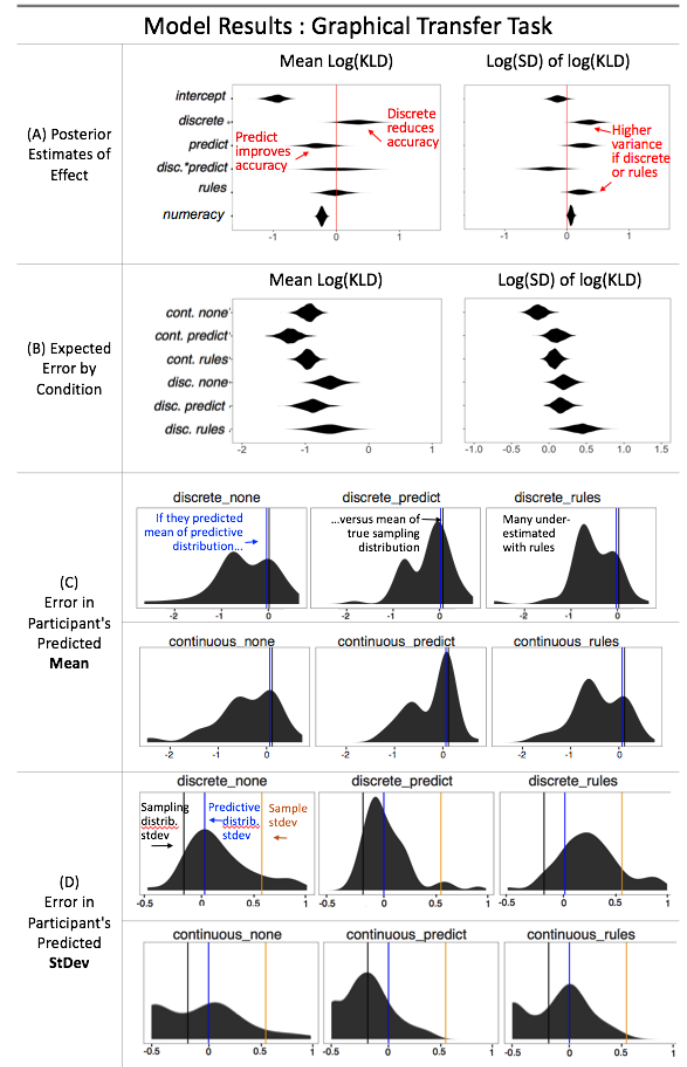 Model Results : Graphical Transfer Task
(A) Posterior
Estimates of
Effect
Mean Log(KLD)
Log(SD) of log(KLD)
intercept
discrete
predict
disc.*predict
rules
numeracy
Predict
improves
accuracy
Discrete
reduces
accuracy
Higher
variance
if discrete
or rules
-1 0 1
-1 0 1
(B) Expected
Error by
Condition
Mean Log(KLD)
Log(SD) of log(KLD)
cont. none
cont. predict
cont. rules
disc. none
disc. predict
disc. rules
-2 -1 0 1
-1.0 -0.5 0.0 0.5 1.0 1.5
(C)
Error in
Participant's
Predicted
Mean
discrete_none
discrete_predict
discrete_rules
If they predicted
mean of predictive
distribution...
...versus mean of
true sampling
distribution
Many under-
estimated
with rules
-2 -1 0
-2 -1 0
-2 -1 0
continuous_none
continuous_predict
continuous_rules
-2 -1 0
-2 -1 0
-2 -1 0
(D)
Error in
Participant's
Predicted
StDev
discrete_none
discrete_predict
discrete_rules
Sampling
distrib.
stdev
Predictive
distrib.
stdev
Sample
stdev
-0.5 0 0.5 1
-0.5 0 0.5 1
-0.5 0 0.5 1
continuous_none
continuous_predict
continuous_rules
-0.5 0 0.5 1
-0.5 0 0.5 1
-0.5 0 0.5 1